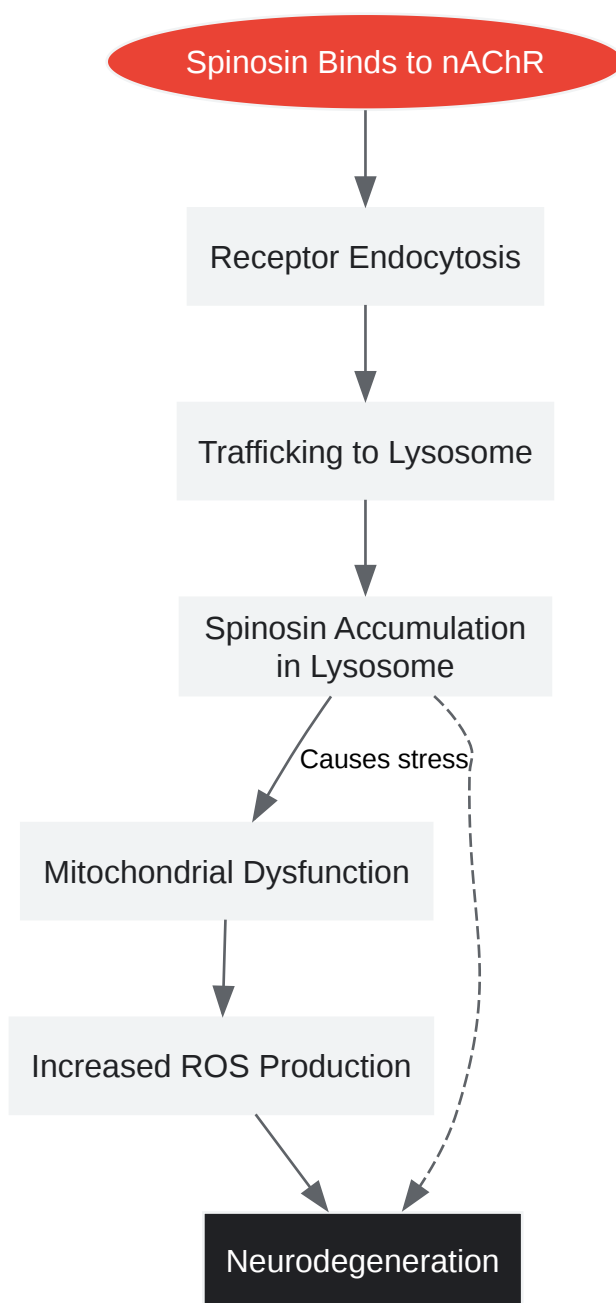 Spinosin Binds to nAChR
Receptor Endocytosis
Trafficking to Lysosome
Spinosin Accumulation
in Lysosome
Causes stress
Mitochondrial Dysfunction
Increased ROS Production
Neurodegeneration